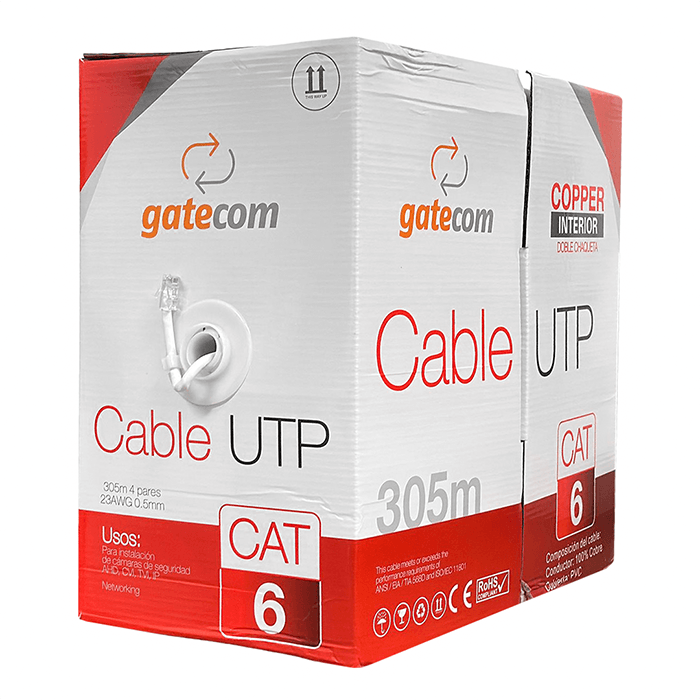 THIS WAY UP
gatecom
Cable UTP
305m 4 pares
23AWG 0.5mm
Usos:
Para instalación
de cámaras de seguridad
AHD, CVI, TVI, IP
Networking
CAT
6
gatecom
Cable UTP
305m
This cable meets or exceeds the
performance requirements of
ANSI / EIA / TIA 568D and ISO/IEC 11801
CE
RoHS
COMPLIANT
COPPER
INTERIOR
DOBLE CHAQUETA
CAT
6
Composición del cable:
Conductor: 100% Cobre
Cubierta: PVC